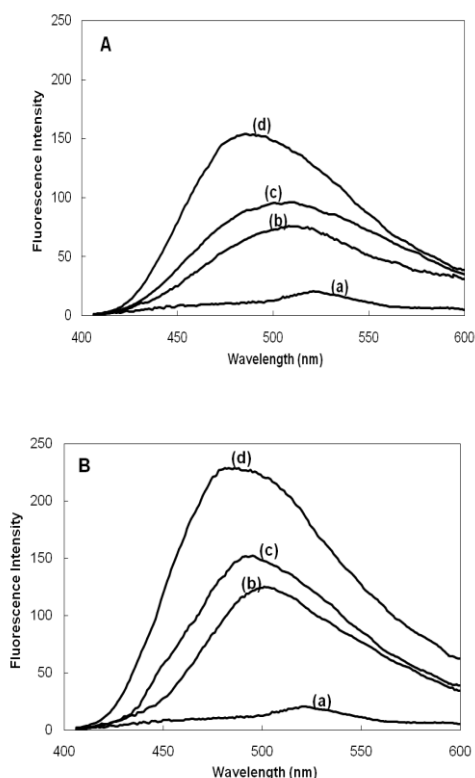 A
250
200
150
100
50
0
Fluorescence Intensity
(d)
(c)
(b)
(a)
400 450 500 550 600
Wavelength (nm)
B
250
200
150
100
50
0
Fluorescence Intensity
(d)
(c)
(b)
(a)
400 450 500 550 600
Wavelength (nm)